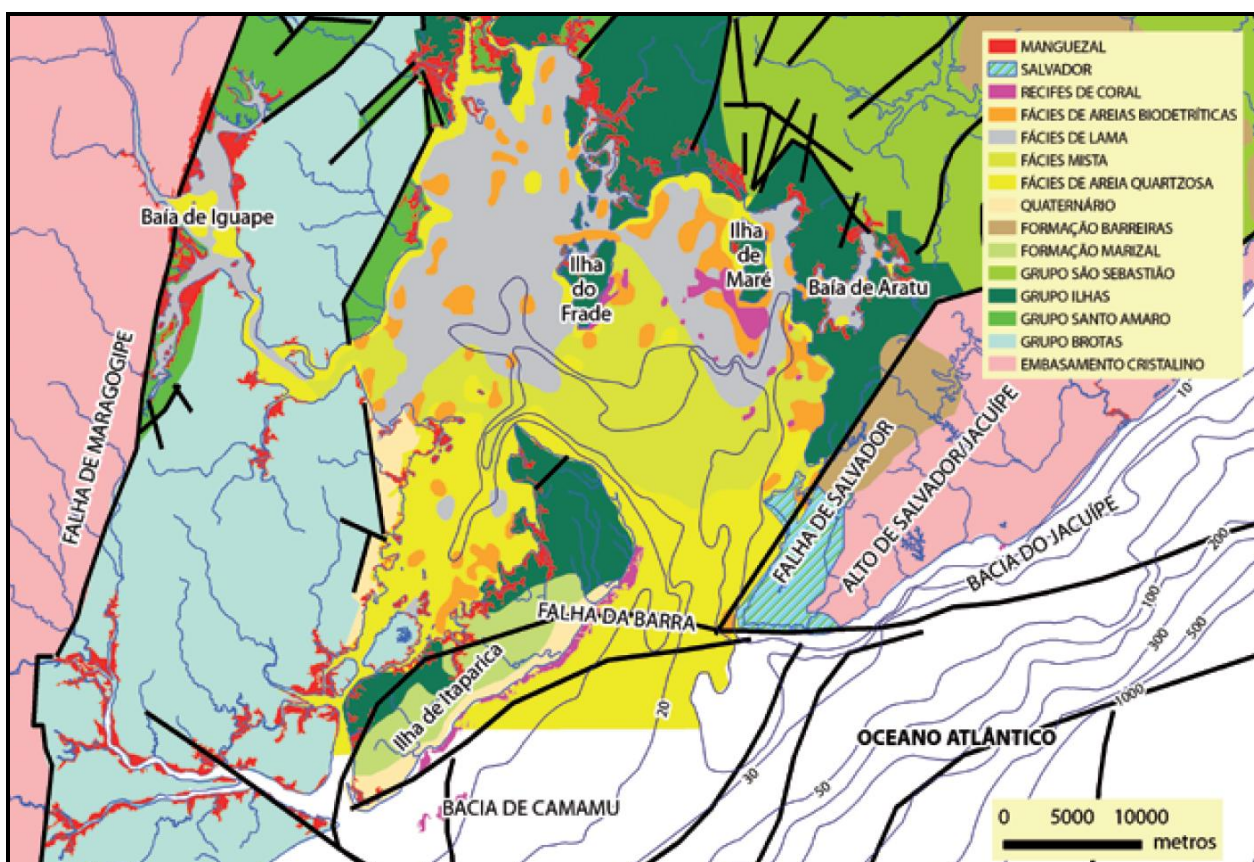 MANGUEZAL
SALVADOR
RECIFES DE CORAL
FÁCIES DE AREIAS BIODETRÍTICAS
FÁCIES DE LAMA
FÁCIES MISTA
FÁCIES DE AREIA QUARTZOSA
QUATERNÁRIO
FORMAÇÃO BARREIRAS
FORMAÇÃO MARIZAL
GRUPO SÃO SEBASTIÃO
GRUPO ILHAS
GRUPO SANTO AMARO
GRUPO BROTAS
EMBASAMENTO CRISTALINO
Baía de Iguape
Ilha
do
Frade
Ilha
de
Maré
Baía de Aratu
FALHA DE MARAGOGIPE
FALHA DE SALVADOR
ALTO DE SALVADOR/JACUÍPE
BACIA DO JACUÍPE
FALHA DA BARRA
Ilha de Itaparica
BACIA DE CAMAMU
OCEANO ATLÂNTICO
10
200
100
300
500
1000
20
30
50
0 5000 10000
metros